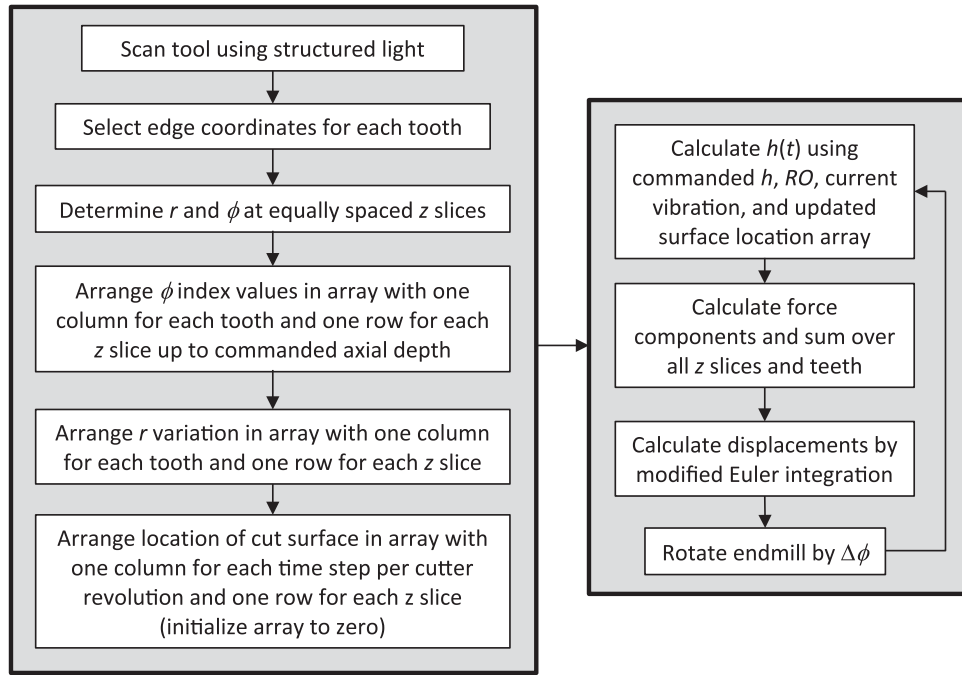 Scan tool using structured light
Select edge coordinates for each tooth
Determine r and ϕ at equally spaced z slices
Arrange ϕ index values in array with one
column for each tooth and one row for each
z slice up to commanded axial depth
Arrange r variation in array with one column
for each tooth and one row for each z slice
Arrange location of cut surface in array with
one column for each time step per cutter
revolution and one row for each z slice
(initialize array to zero)
Calculate h(t) using
commanded h, RO, current
vibration, and updated
surface location array
Calculate force
components and sum over
all z slices and teeth
Calculate displacements by
modified Euler integration
Rotate endmill by Δϕ